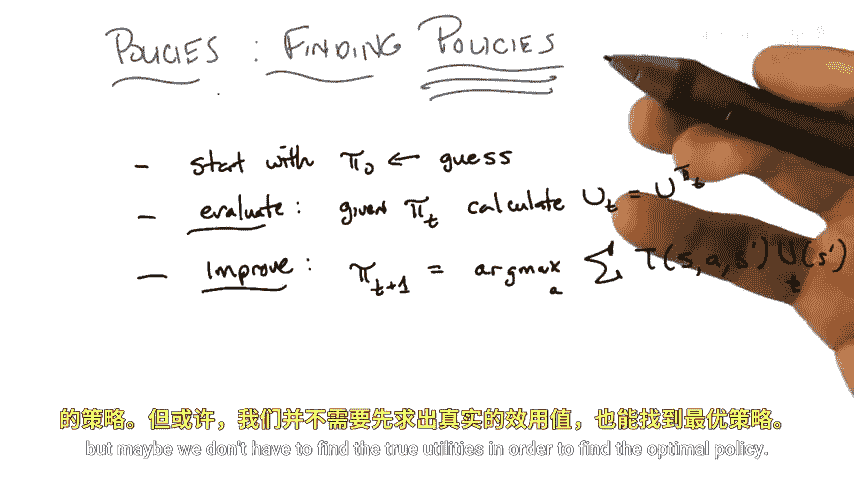 POLICIES : FINDING POLICIES
- start with π₀ ← guess
- evaluate : given πₜ calculate Uₜ = U^πₜ
- Improve : πₜ₊₁ = argmaxₐ Σ T(s,a,s')Uₜ(s')
的策略。但或许，我们并不需要先求出真实的效用值，也能找到最优策略。
but maybe we don't have to find the true utilities in order to find the optimal policy.